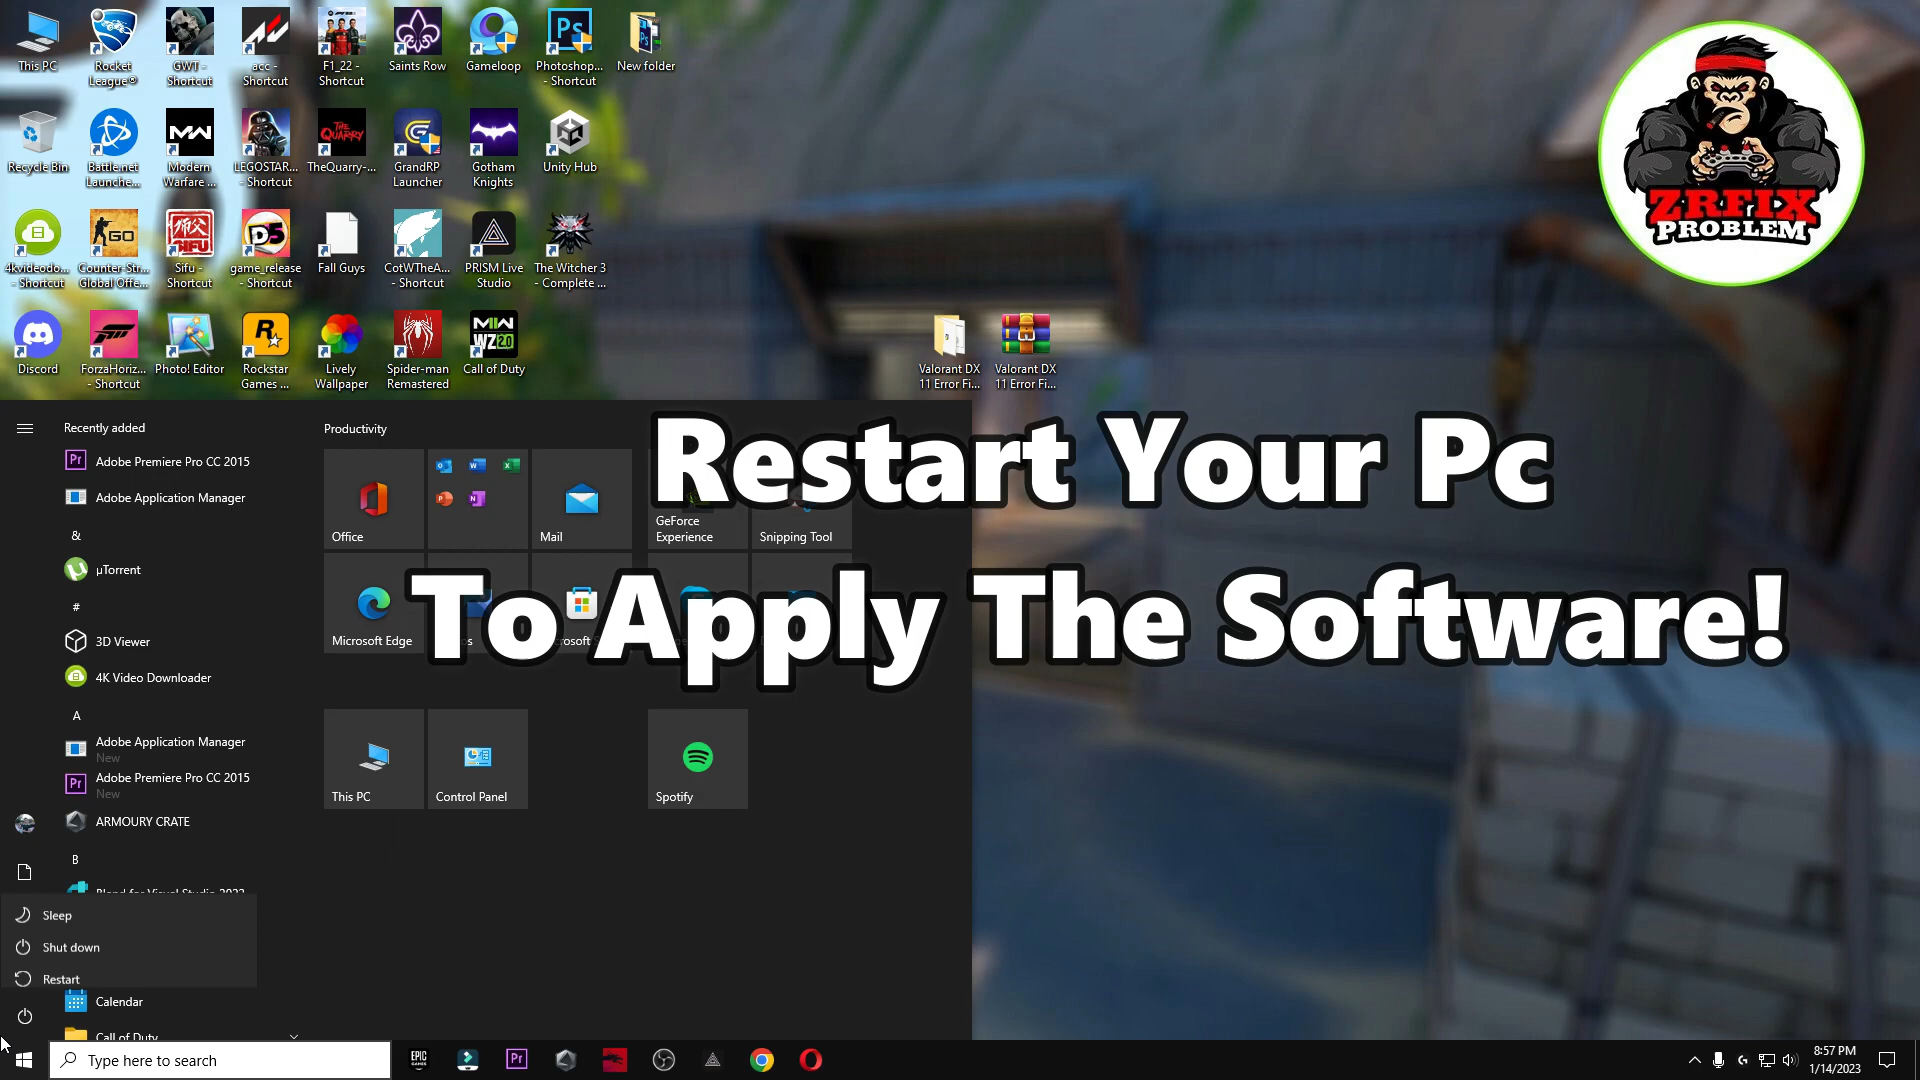 This PC
Rocket League®
GWT - Shortcut
acc - Shortcut
F1_22 - Shortcut
Saints Row
Gameloop
Photoshop... - Shortcut
New folder
Recycle Bin
Battle.net Launche...
Modern Warfare ...
LEGOSTAR... - Shortcut
TheQuarry-...
GrandRP Launcher
Gotham Knights
Unity Hub
4kvideodo... - Shortcut
Counter-Str... Global Offe...
Sifu - Shortcut
game_release - Shortcut
Fall Guys
CotWTheA... - Shortcut
PRISM Live Studio
The Witcher 3 - Complete ...
Discord
ForzaHoriz... - Shortcut
Photo! Editor
Rockstar Games ...
Lively Wallpaper
Spider-man Remastered
Call of Duty
Valorant DX 11 Error Fi...
Valorant DX 11 Error Fi...
ZRFIX
PROBLEM
Restart Your Pc
To Apply The Software!
Recently added
Adobe Premiere Pro CC 2015
Adobe Application Manager
&
µTorrent
#
3D Viewer
4K Video Downloader
A
Adobe Application Manager
New
Adobe Premiere Pro CC 2015
New
ARMOURY CRATE
B
Blend for Visual Studio 2022
Sleep
Shut down
Restart
Calendar
Call of Duty
Productivity
Office
Mail
GeForce Experience
Snipping Tool
Microsoft Edge
This PC
Control Panel
Spotify
Type here to search
8:57 PM
1/14/2023